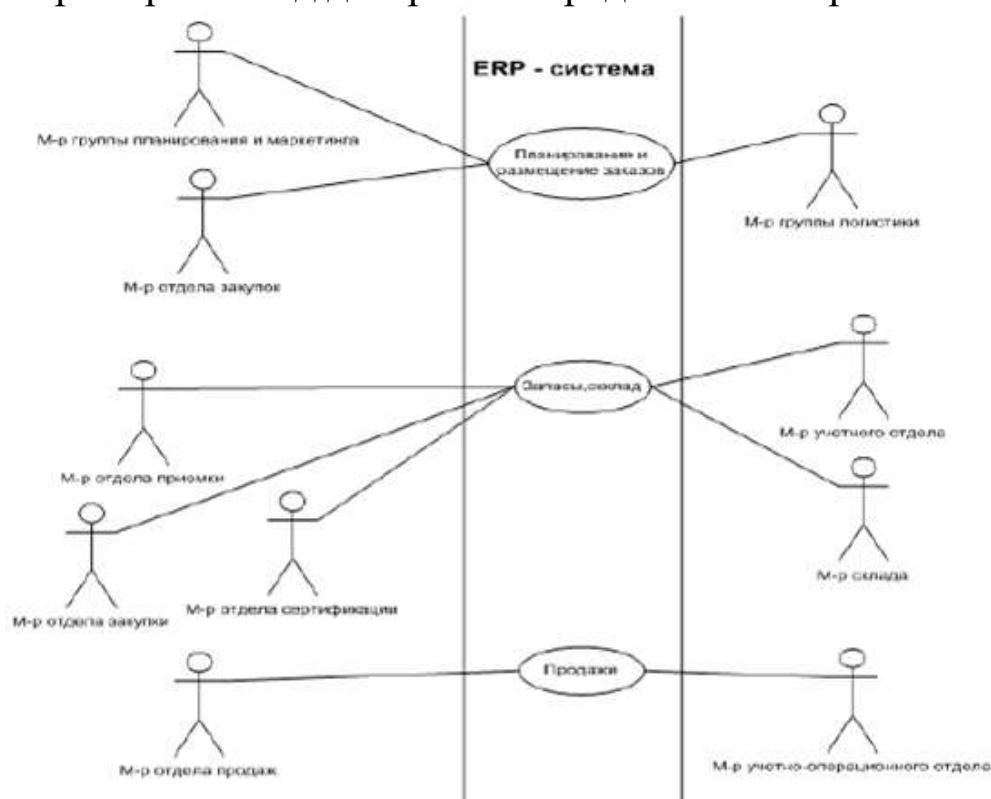 ERP - система
М-р группы планирования и маркетинга
Планирование и
размещение заказов
М-р группы логистики
М-р отдела закупок
Запасы,склад
М-р учетного отдела
М-р отдела приемки
М-р склада
М-р отдела закупки
М-р отдела сертификации
Продажи
М-р отдела продаж
М-р учетно-операционного отдела